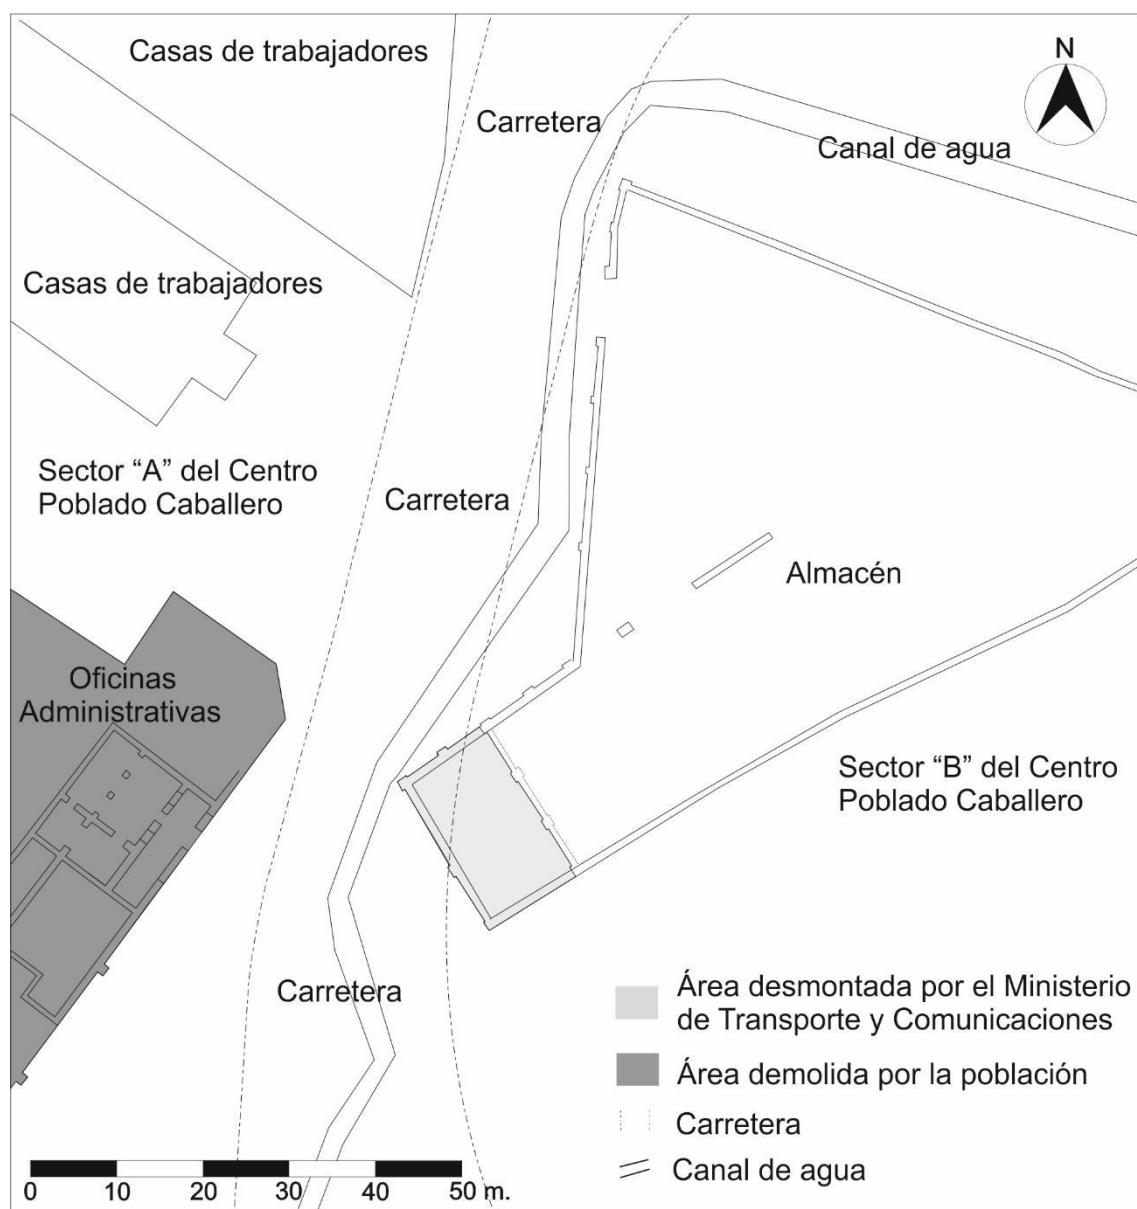 Casas de trabajadores
N
Carretera
Canal de agua
Casas de trabajadores
Sector “A” del Centro
Poblado Caballero
Carretera
Almacén
Oficinas
Administrativas
Sector “B” del Centro
Poblado Caballero
Carretera
Área desmontada por el Ministerio
de Transporte y Comunicaciones
Área demolida por la población
Carretera
Canal de agua
0 10 20 30 40 50 m.